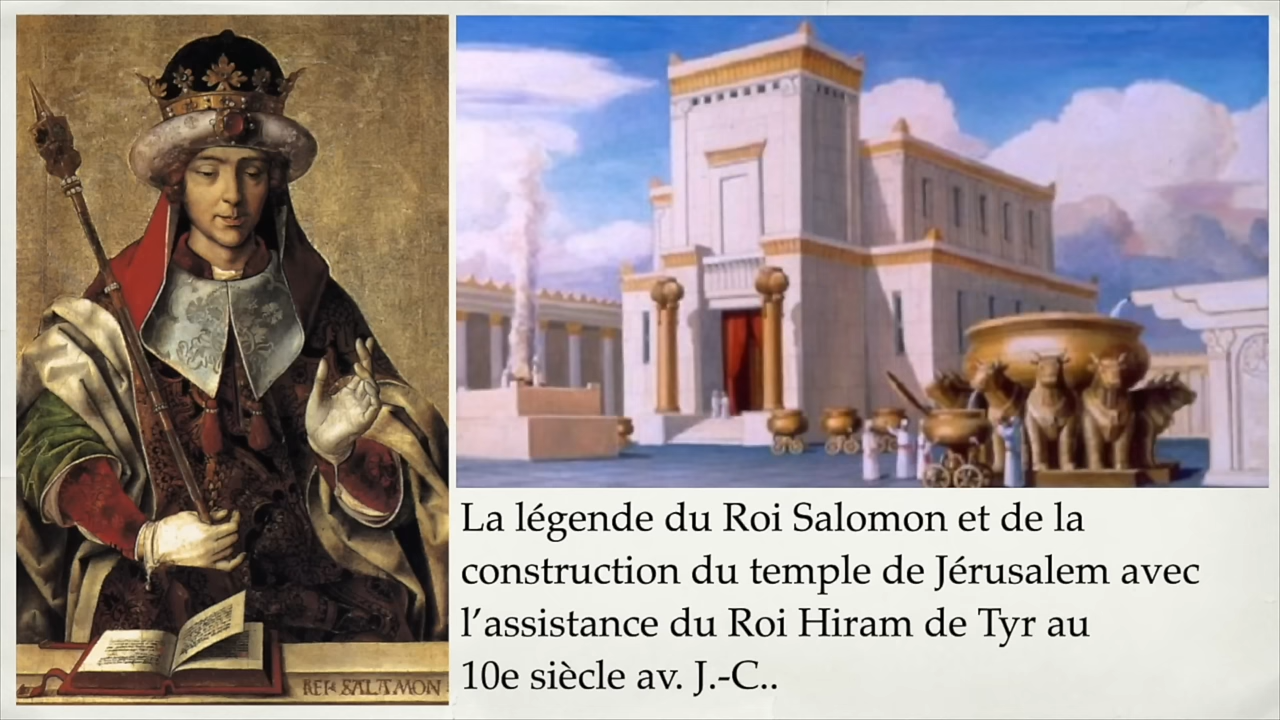 REX SALAMON
La légende du Roi Salomon et de la
construction du temple de Jérusalem avec
l'assistance du Roi Hiram de Tyr au
10e siècle av. J.-C..